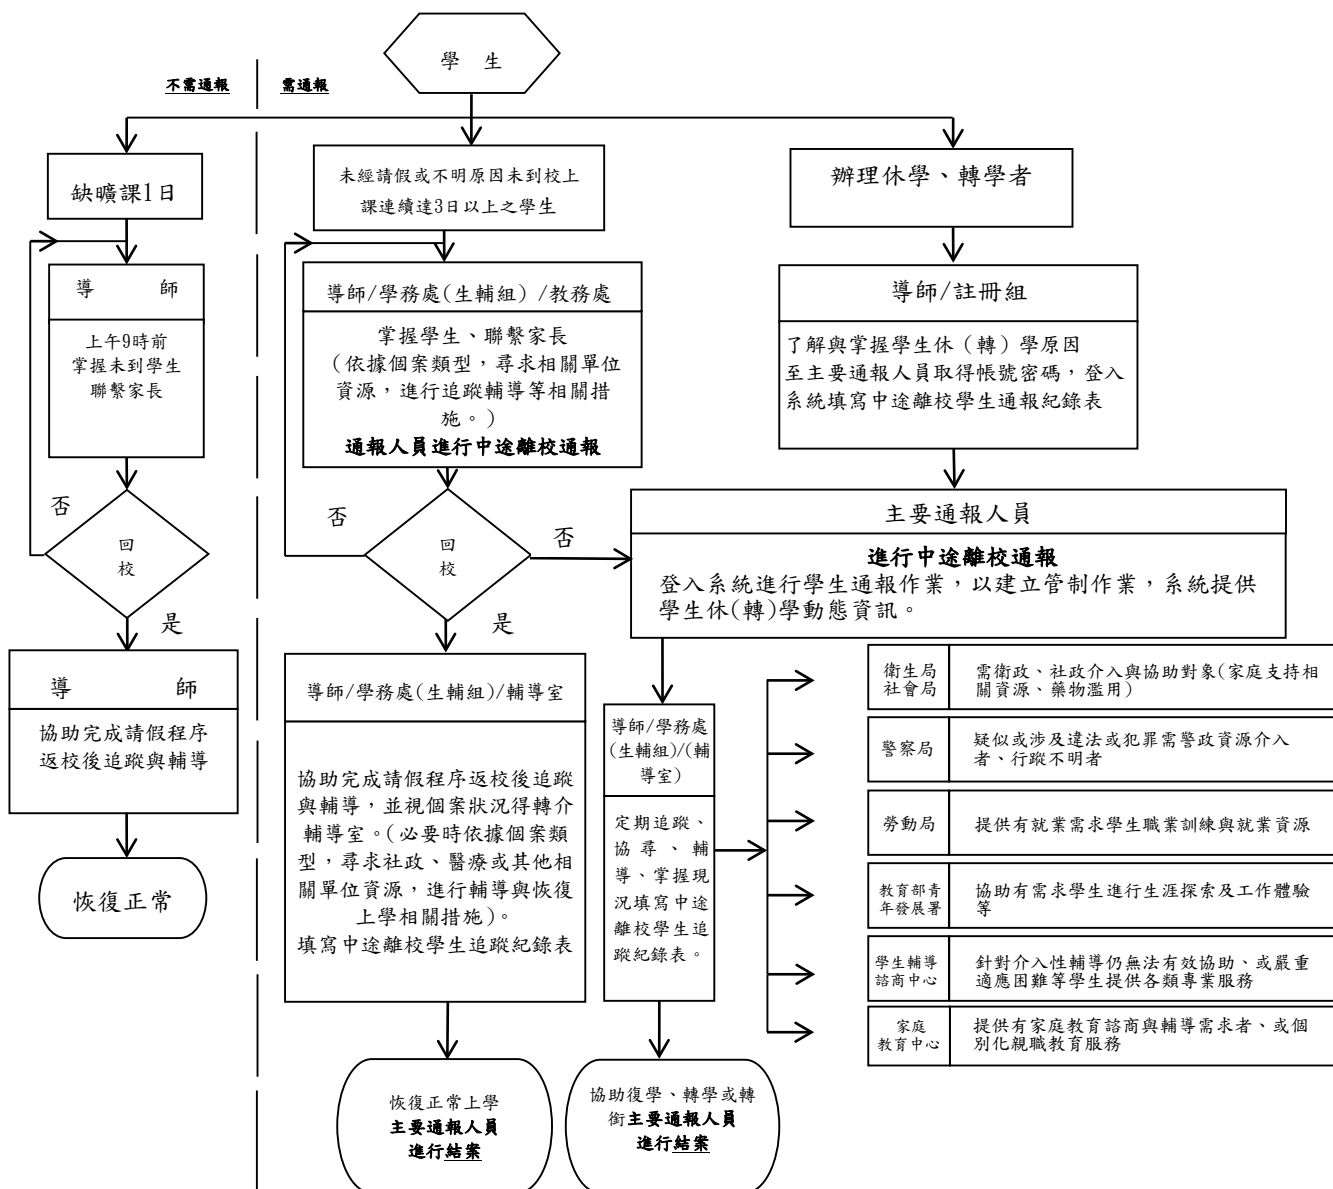 學 生
不需通報
需通報
缺曠課1日
未經請假或不明原因未到校上
課連續達3日以上之學生
辦理休學、轉學者
導 師
上午9時前
掌握未到學生
聯繫家長
導師/學務處(生輔組) /教務處
掌握學生、聯繫家長
(依據個案類型，尋求相關單位
資源，進行追蹤輔導等相關措
施。)
通報人員進行中途離校通報
導師/註冊組
了解與掌握學生休（轉）學原因
至主要通報人員取得帳號密碼，登入
系統填寫中途離校學生通報紀錄表
否
回
校
是
否
回
校
否
是
主要通報人員
進行中途離校通報
登入系統進行學生通報作業，以建立管制作業，系統提供
學生休(轉)學動態資訊。
導 師
協助完成請假程序
返校後追蹤與輔導
恢復正常
導師/學務處(生輔組)/輔導室
協助完成請假程序返校後追蹤
與輔導，並視個案狀況得轉介
輔導室。(必要時依據個案類
型，尋求社政、醫療或其他相
關單位資源，進行輔導與恢復
上學相關措施)。
填寫中途離校學生追蹤紀錄表
恢復正常上學
主要通報人員
進行結案
導師/學務處
(生輔組)/(輔
導室)
定期追蹤、
協尋、輔
導、掌握現
況填寫中途
離校學生追
蹤紀錄表。
協助復學、轉學或轉
銜主要通報人員
進行結案
衛生局
社會局
需衛政、社政介入與協助對象(家庭支持相
關資源、藥物濫用)
警察局
疑似或涉及違法或犯罪需警政資源介入
者、行蹤不明者
勞動局
提供有就業需求學生職業訓練與就業資源
教育部青
年發展署
協助有需求學生進行生涯探索及工作體驗
等
學生輔導
諮商中心
針對介入性輔導仍無法有效協助、或嚴重
適應困難等學生提供各類專業服務
家庭
教育中心
提供有家庭教育諮商與輔導需求者、或個
別化親職教育服務